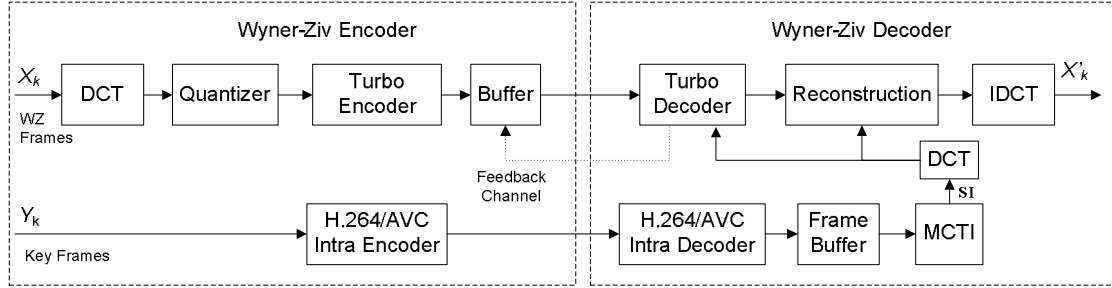 Wyner-Ziv Encoder
Wyner-Ziv Decoder
X_k
WZ
Frames
DCT
Quantizer
Turbo
Encoder
Buffer
Turbo
Decoder
Reconstruction
IDCT
X'_k
Feedback
Channel
DCT
SI
Y_k
Key Frames
H.264/AVC
Intra Encoder
H.264/AVC
Intra Decoder
Frame
Buffer
MCTI